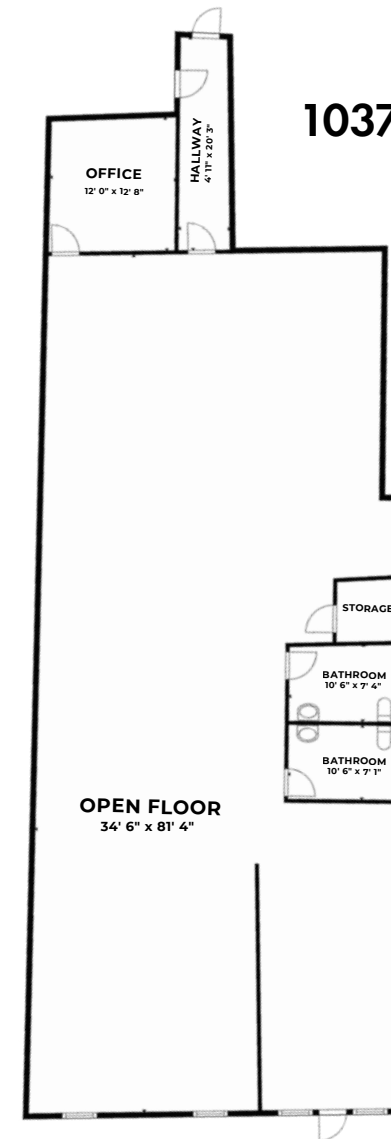 1037
HALLWAY
4' 11" x 20' 3"
OFFICE
12' 0" x 12' 8"
STORAGE
BATHROOM
10' 6" x 7' 4"
BATHROOM
10' 6" x 7' 1"
OPEN FLOOR
34' 6" x 81' 4"